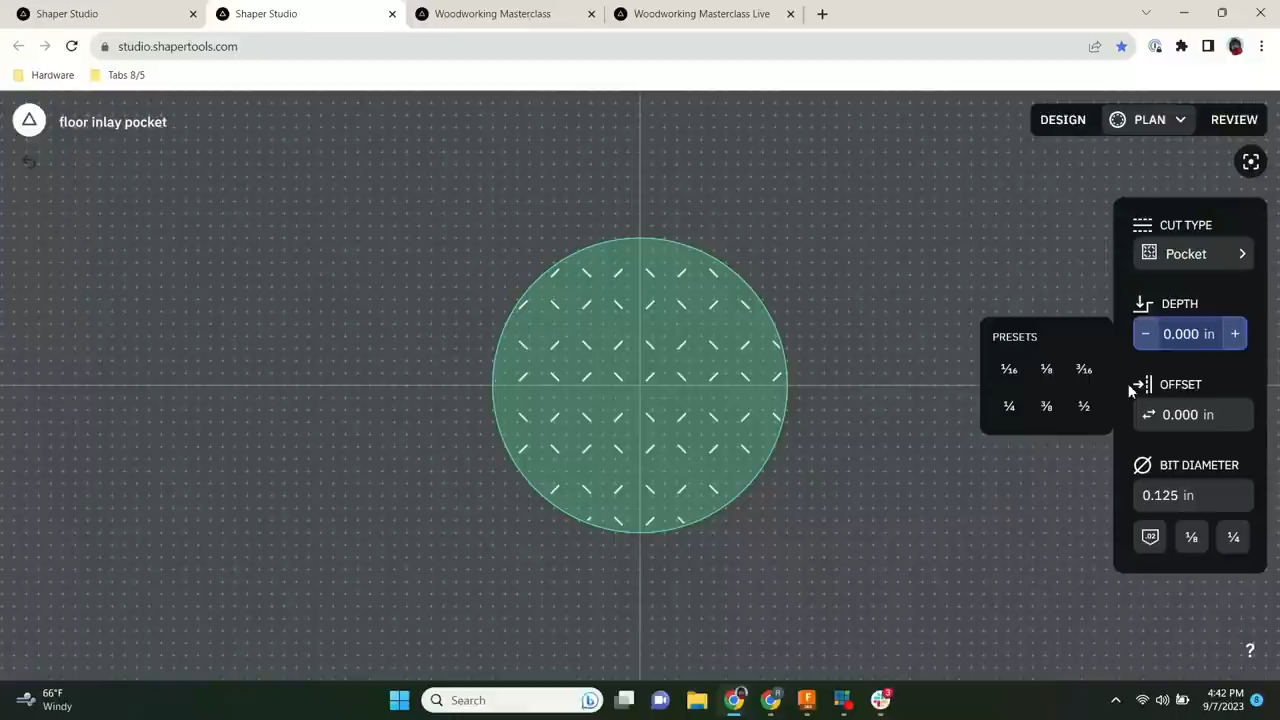 Shaper Studio
Shaper Studio
Woodworking Masterclass
Woodworking Masterclass Live
studio.shapertools.com
Hardware
Tabs 8/5
floor inlay pocket
DESIGN
PLAN
REVIEW
CUT TYPE
Pocket
DEPTH
− 0.000 in +
PRESETS
1⁄16 1⁄8 3⁄16
1⁄4 3⁄8 1⁄2
OFFSET
0.000 in
BIT DIAMETER
0.125 in
.02 1⁄8 1⁄4
?
66°F
Windy
Search
3
4:42 PM
9/7/2023
8